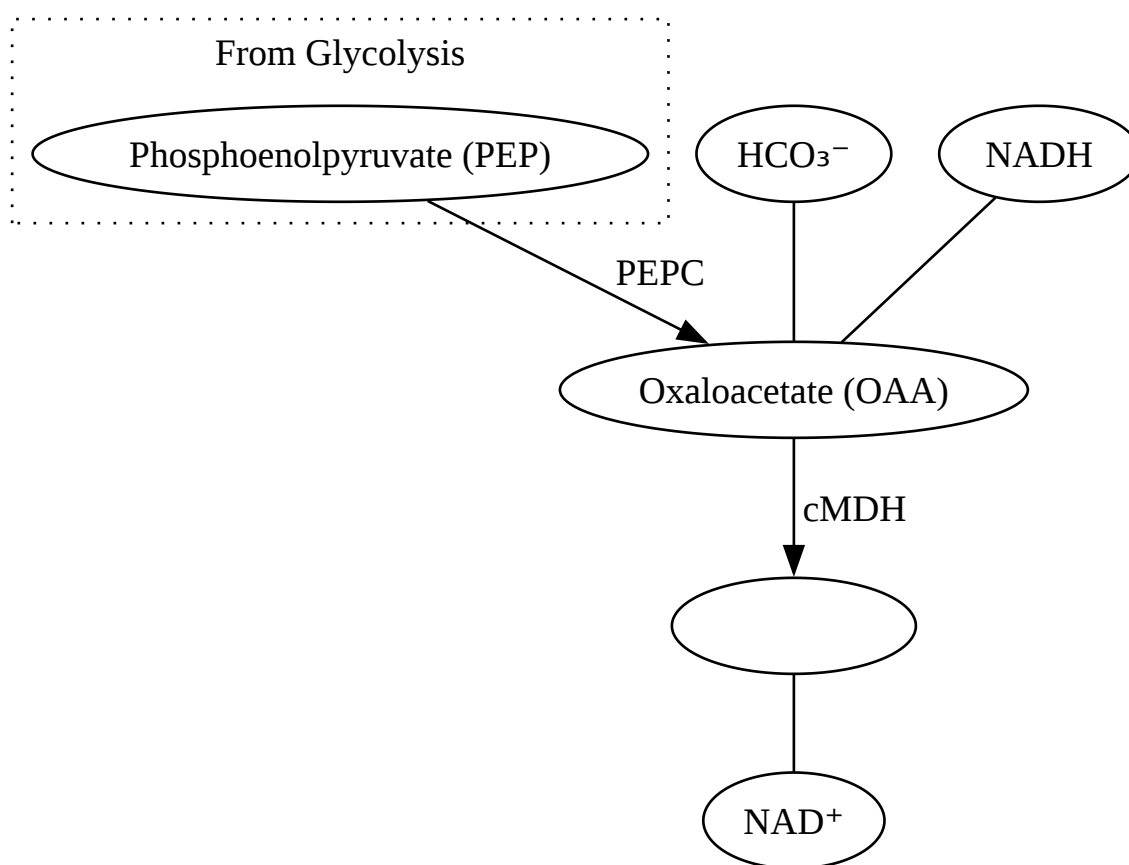 From Glycolysis
Phosphoenolpyruvate (PEP)
HCO₃⁻
NADH
PEPC
Oxaloacetate (OAA)
cMDH
NAD⁺